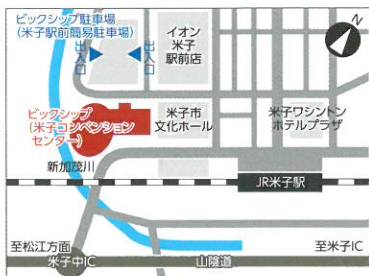 ビックシップ駐車場
(米子駅前簡易駐車場)
出入口
出入口
イオン
米子
駅前店
N
ビックシップ
(米子コンベンション
センター)
米子市
文化ホール
米子ワシントン
ホテルプラザ
新加茂川
JR米子駅
至松江方面
米子中IC
山陰道
至米子IC